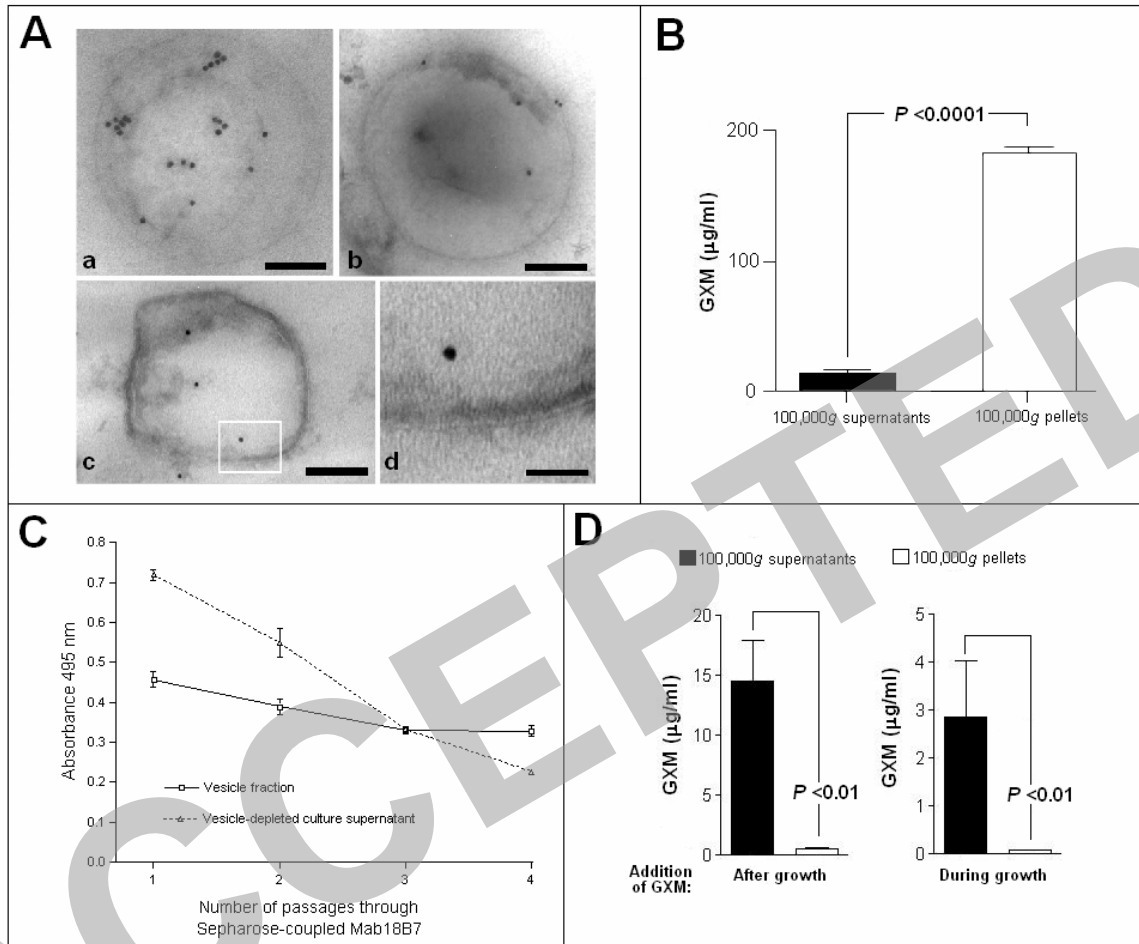 A
a
b
c
d
B
P <0.0001
200
100
0
GXM (µg/ml)
100,000g supernatants
100,000g pellets
C
0.8
0.7
0.6
0.5
0.4
0.3
0.2
0.1
0.0
Absorbance 495 nm
Vesicle fraction
Vesicle-depleted culture supernatant
1 2 3 4
Number of passages through
Sepharose-coupled Mab18B7
D
100,000g supernatants
100,000g pellets
20
15
10
5
0
GXM (µg/ml)
P <0.01
5
4
3
2
1
0
GXM (µg/ml)
P <0.01
Addition
of GXM:
After growth
During growth
CCEPTED